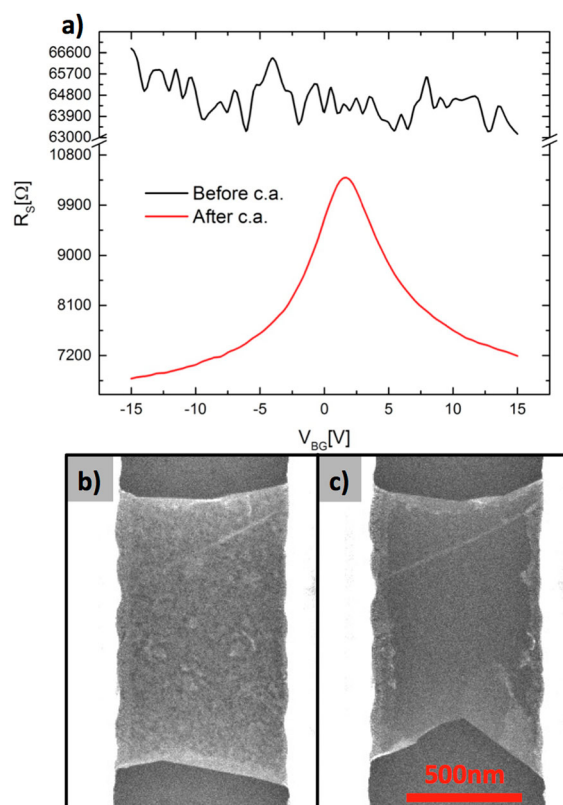 a)
66600
65700
64800
63900
63000
10800
9900
9000
8100
7200
R_S[Ω]
Before c.a.
After c.a.
-15 -10 -5 0 5 10 15
V_BG[V]
b)
c)
500nm